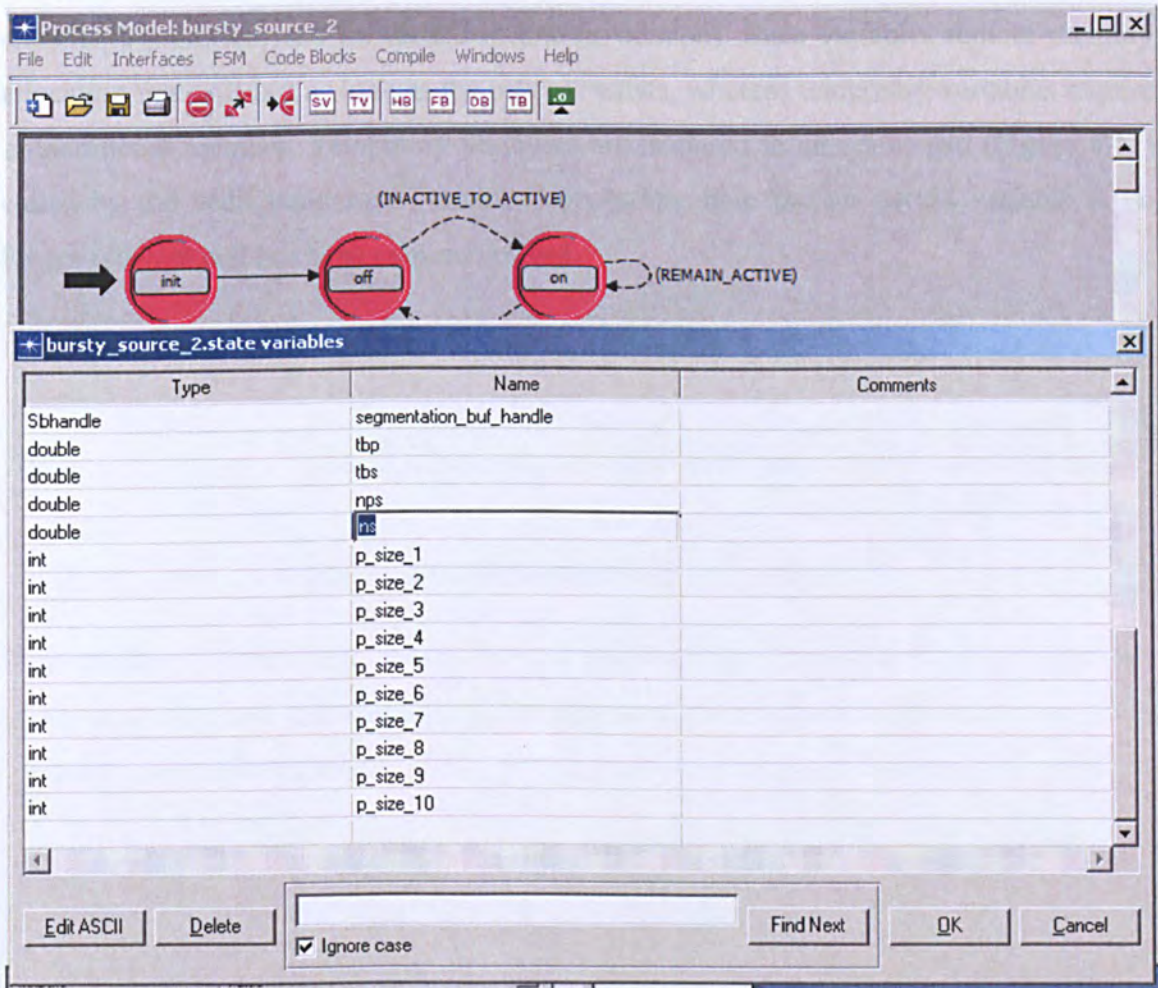 Process Model: bursty_source_2
File Edit Interfaces FSM Code Blocks Compile Windows Help
SV TV HB FB DB TB .o
(INACTIVE_TO_ACTIVE)
init off on (REMAIN_ACTIVE)
bursty_source_2.state variables
Type Name Comments
Sbhandle segmentation_buf_handle
double tbp
double tbs
double nps
double ns
int p_size_1
int p_size_2
int p_size_3
int p_size_4
int p_size_5
int p_size_6
int p_size_7
int p_size_8
int p_size_9
int p_size_10
Edit ASCII Delete Find Next OK Cancel
Ignore case